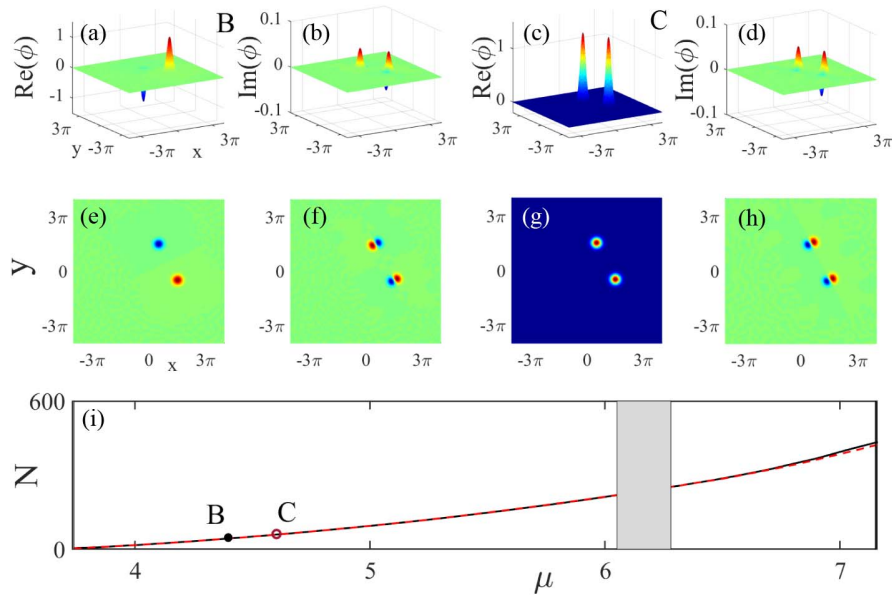 (a) B (b) (c) C (d)
Re(ϕ) 1 0 -1
3π y -3π -3π x 3π
Im(ϕ) 0.1 0 -0.1
3π -3π -3π 3π
Re(ϕ) 1 0
3π -3π -3π 3π
Im(ϕ) 0.1 0 -0.1
3π -3π -3π 3π
(e) (f) (g) (h)
y
3π 0 -3π
-3π 0 x 3π
3π 0 -3π
-3π 0 3π
3π 0 -3π
-3π 0 3π
3π 0 -3π
-3π 0 3π
(i)
N
600
0
B C
4 5 6 7
μ